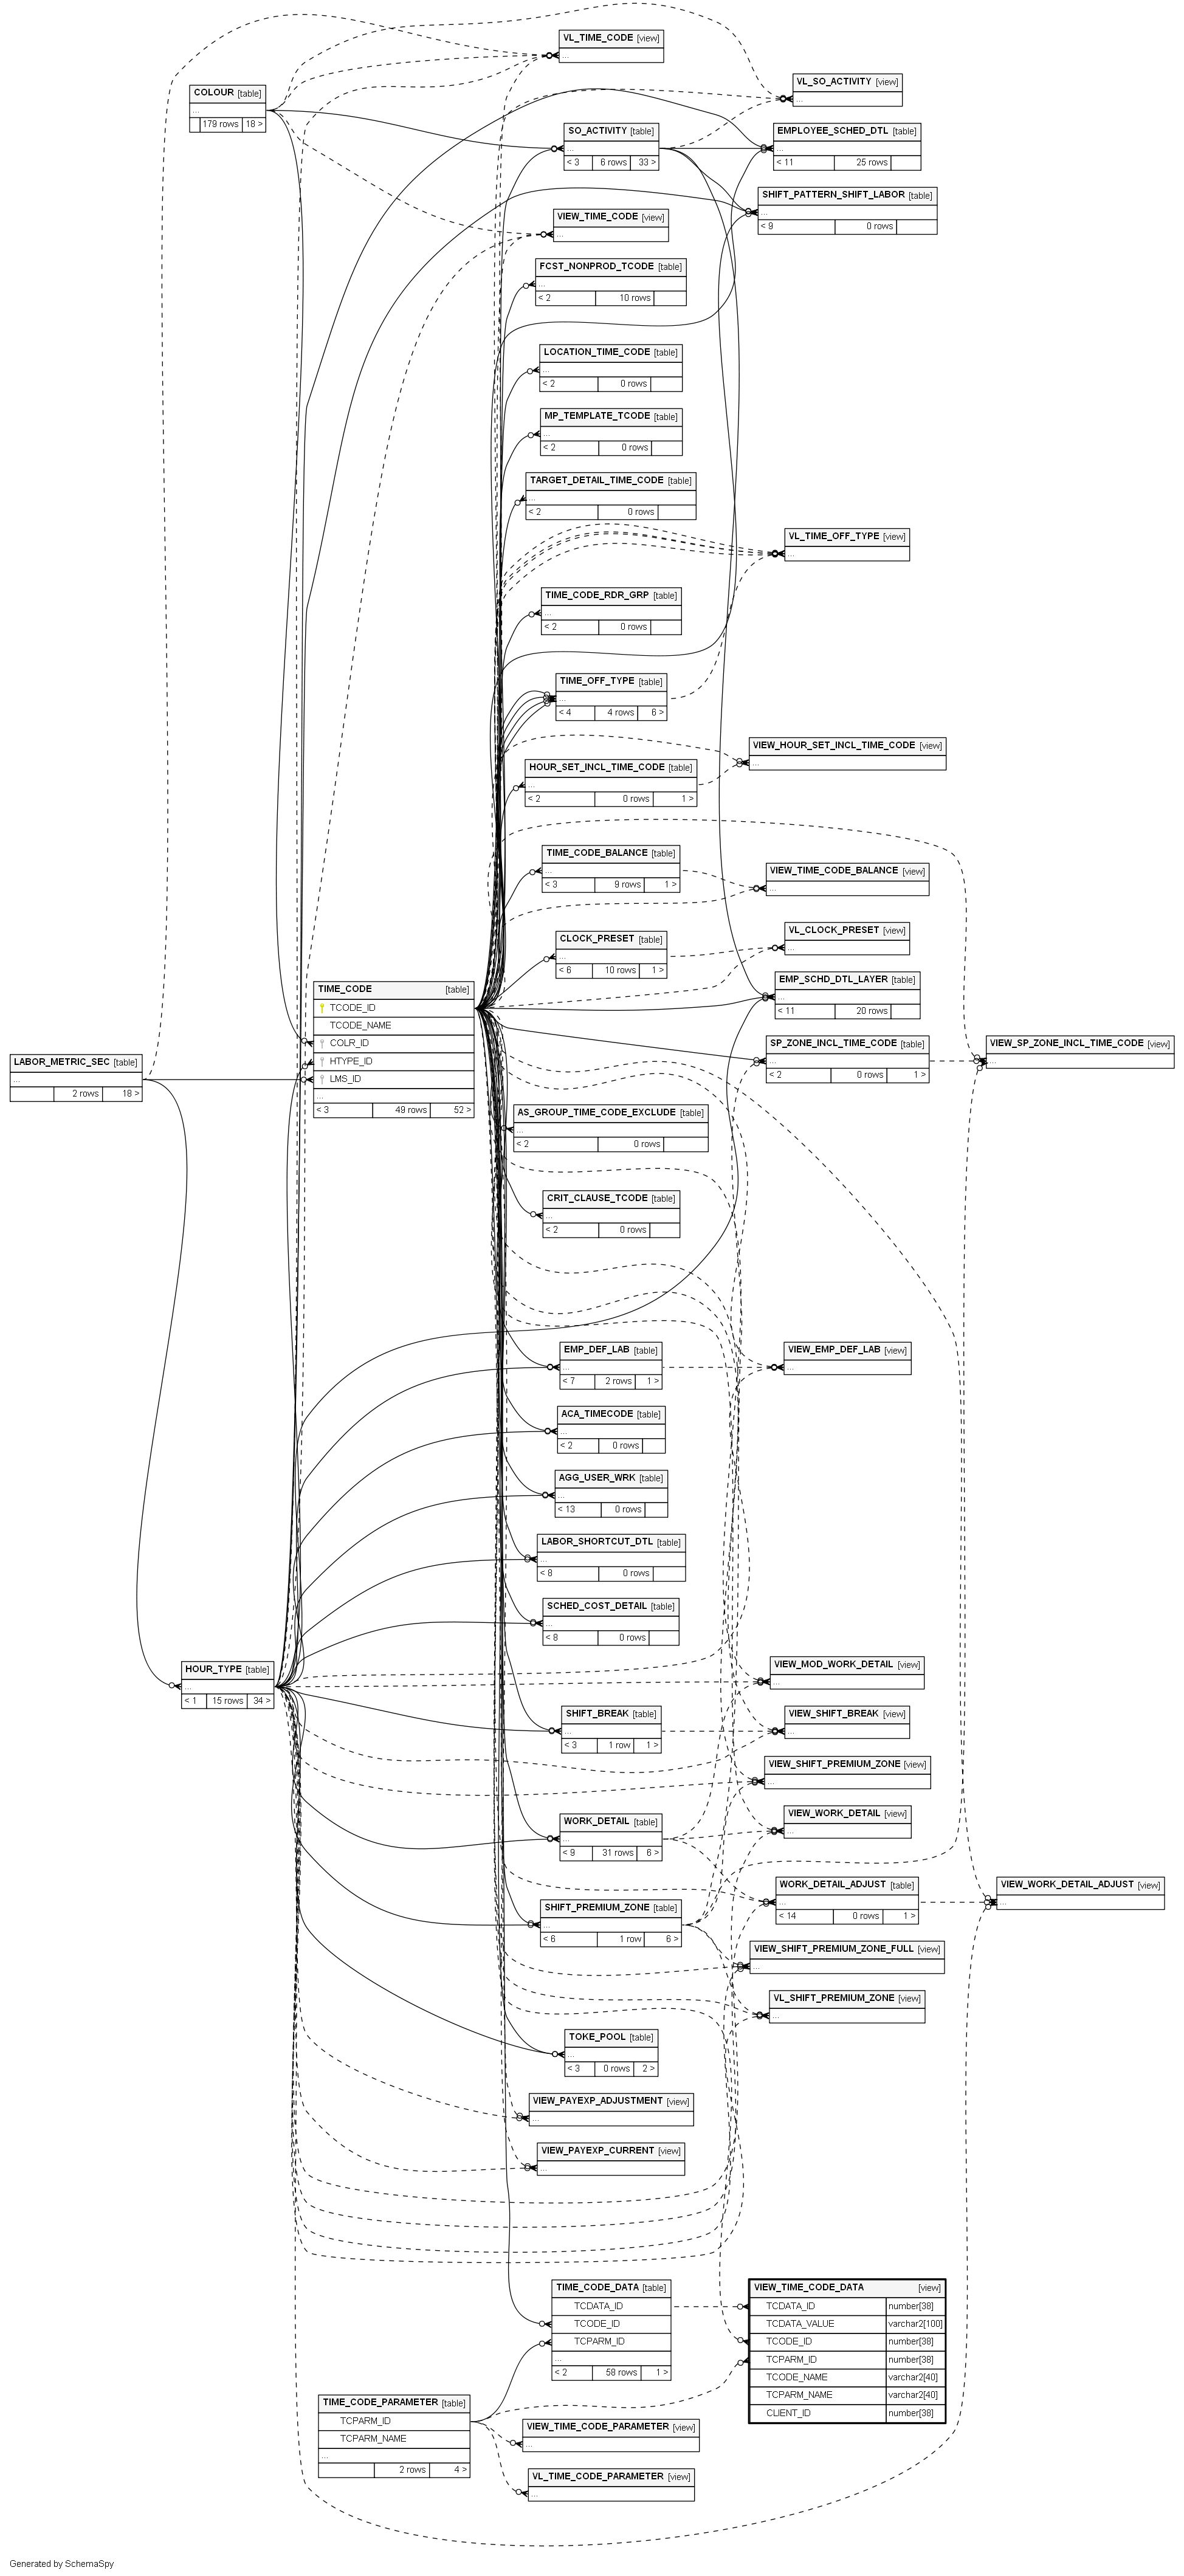 VL_TIME_CODE [view]
...
VL_SO_ACTIVITY [view]
...
COLOUR [table]
...
179 rows 18 >
SO_ACTIVITY [table]
...
< 3 6 rows 33 >
EMPLOYEE_SCHED_DTL [table]
...
< 11 25 rows
SHIFT_PATTERN_SHIFT_LABOR [table]
...
< 9 0 rows
VIEW_TIME_CODE [view]
...
FCST_NONPROD_TCODE [table]
...
< 2 10 rows
LOCATION_TIME_CODE [table]
...
< 2 0 rows
MP_TEMPLATE_TCODE [table]
...
< 2 0 rows
TARGET_DETAIL_TIME_CODE [table]
...
< 2 0 rows
VL_TIME_OFF_TYPE [view]
...
TIME_CODE_RDR_GRP [table]
...
< 2 0 rows
TIME_OFF_TYPE [table]
...
< 4 4 rows 6 >
VIEW_HOUR_SET_INCL_TIME_CODE [view]
...
HOUR_SET_INCL_TIME_CODE [table]
...
< 2 0 rows 1 >
TIME_CODE_BALANCE [table]
...
< 3 9 rows 1 >
VIEW_TIME_CODE_BALANCE [view]
...
CLOCK_PRESET [table]
...
< 6 10 rows 1 >
VL_CLOCK_PRESET [view]
...
EMP_SCHD_DTL_LAYER [table]
...
< 11 20 rows
TIME_CODE [table]
TCODE_ID
TCODE_NAME
COLR_ID
HTYPE_ID
LMS_ID
...
< 3 49 rows 52 >
SP_ZONE_INCL_TIME_CODE [table]
...
< 2 0 rows 1 >
VIEW_SP_ZONE_INCL_TIME_CODE [view]
...
LABOR_METRIC_SEC [table]
...
2 rows 18 >
AS_GROUP_TIME_CODE_EXCLUDE [table]
...
< 2 0 rows
CRIT_CLAUSE_TCODE [table]
...
< 2 0 rows
EMP_DEF_LAB [table]
...
< 7 2 rows 1 >
VIEW_EMP_DEF_LAB [view]
...
ACA_TIMECODE [table]
...
< 2 0 rows
AGG_USER_WRK [table]
...
< 13 0 rows
LABOR_SHORTCUT_DTL [table]
...
< 8 0 rows
SCHED_COST_DETAIL [table]
...
< 8 0 rows
HOUR_TYPE [table]
...
< 1 15 rows 34 >
VIEW_MOD_WORK_DETAIL [view]
...
SHIFT_BREAK [table]
...
< 3 1 row 1 >
VIEW_SHIFT_BREAK [view]
...
VIEW_SHIFT_PREMIUM_ZONE [view]
...
WORK_DETAIL [table]
...
< 9 31 rows 6 >
VIEW_WORK_DETAIL [view]
...
WORK_DETAIL_ADJUST [table]
...
< 14 0 rows 1 >
VIEW_WORK_DETAIL_ADJUST [view]
...
SHIFT_PREMIUM_ZONE [table]
...
< 6 1 row 6 >
VIEW_SHIFT_PREMIUM_ZONE_FULL [view]
...
VL_SHIFT_PREMIUM_ZONE [view]
...
TOKE_POOL [table]
...
< 3 0 rows 2 >
VIEW_PAYEXP_ADJUSTMENT [view]
...
VIEW_PAYEXP_CURRENT [view]
...
TIME_CODE_DATA [table]
TCDATA_ID
TCODE_ID
TCPARM_ID
...
< 2 58 rows 1 >
VIEW_TIME_CODE_DATA [view]
TCDATA_ID number[38]
TCDATA_VALUE varchar2[100]
TCODE_ID number[38]
TCPARM_ID number[38]
TCODE_NAME varchar2[40]
TCPARM_NAME varchar2[40]
CLIENT_ID number[38]
TIME_CODE_PARAMETER [table]
TCPARM_ID
TCPARM_NAME
...
2 rows 4 >
VIEW_TIME_CODE_PARAMETER [view]
...
VL_TIME_CODE_PARAMETER [view]
...
Generated by SchemaSpy